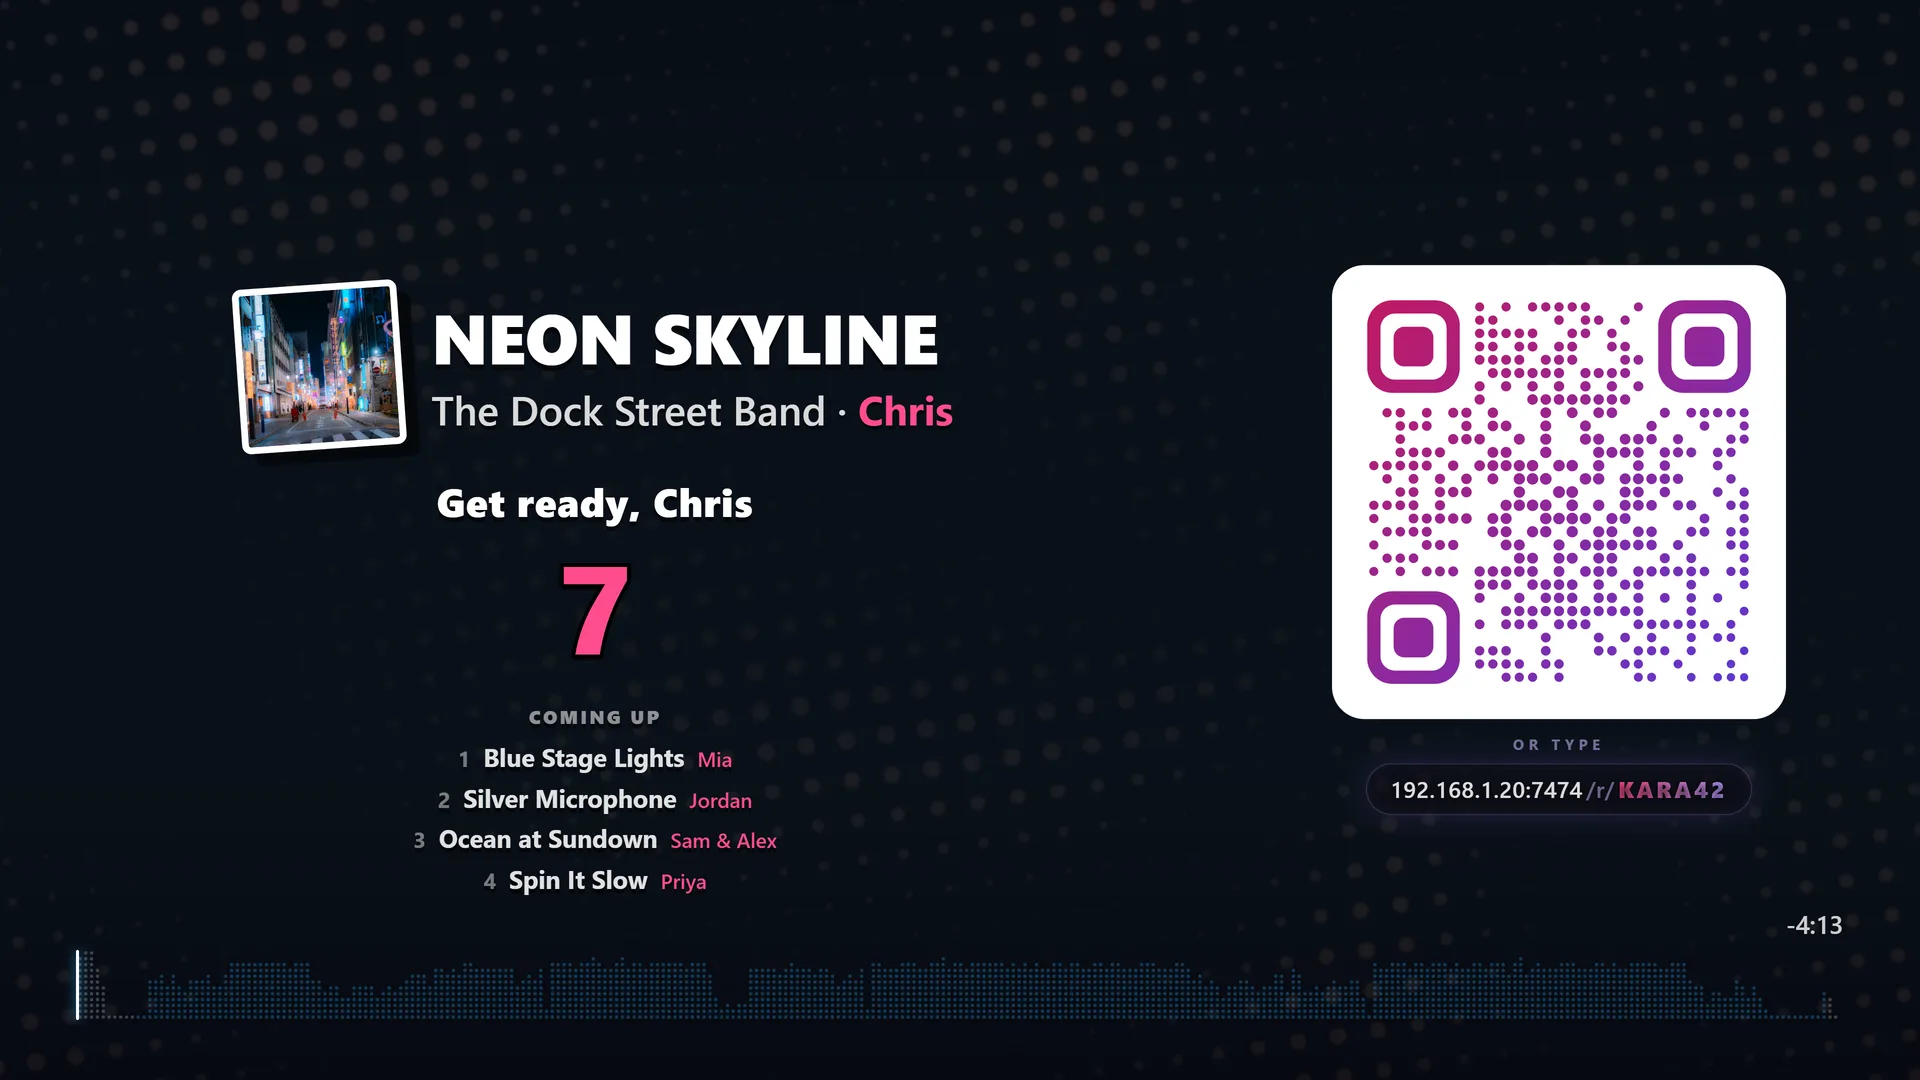 NEON SKYLINE
The Dock Street Band · Chris
Get ready, Chris
7
COMING UP
1 Blue Stage Lights Mia
2 Silver Microphone Jordan
3 Ocean at Sundown Sam & Alex
4 Spin It Slow Priya
OR TYPE
192.168.1.20:7474/r/KARA42
-4:13